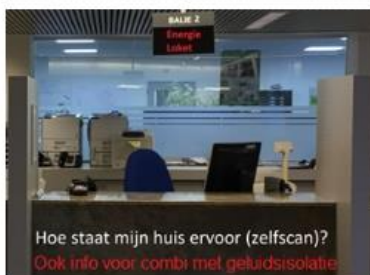 BALIE 2
Energie
Loket
Hoe staat mijn huis ervoor (zelfscan)?
Ook info voor combi met geluidsisolatie